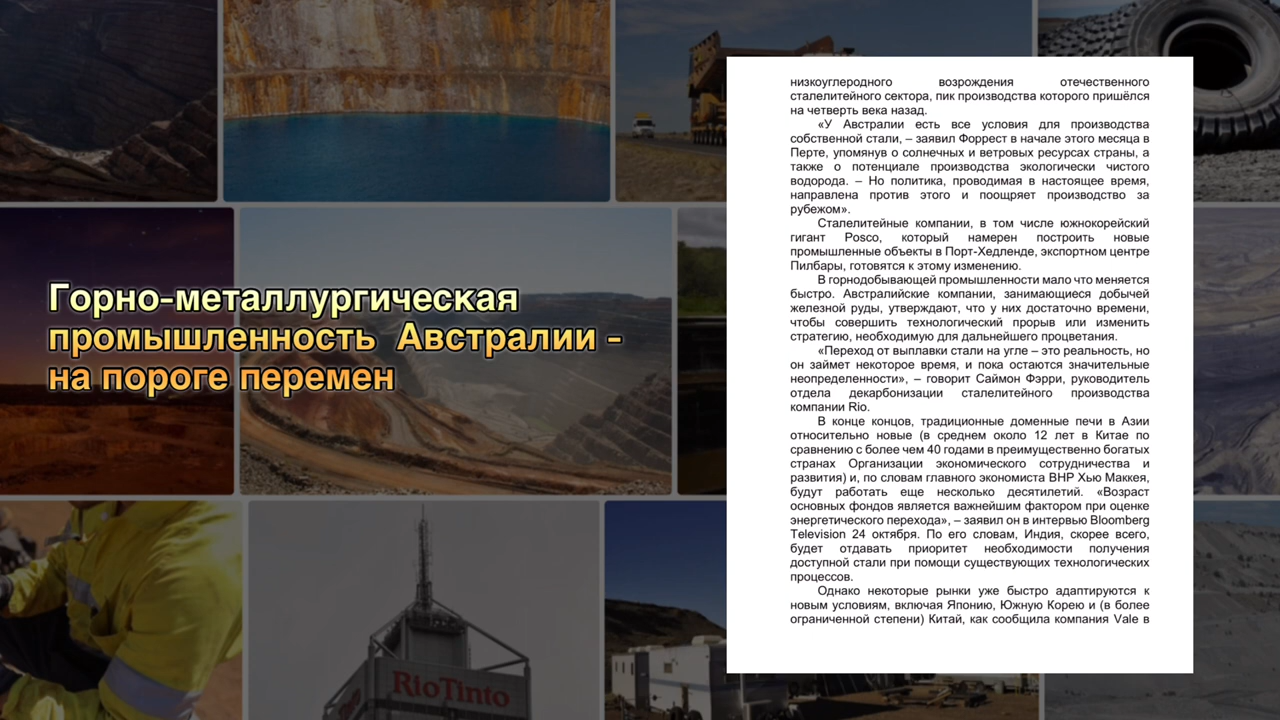 Горно-металлургическая
промышленность Австралии -
на пороге перемен
низкоуглеродного возрождения отечественного
сталелитейного сектора, пик производства которого пришёлся
на четверть века назад.
«У Австралии есть все условия для производства
собственной стали, – заявил Форрест в начале этого месяца в
Перте, упомянув о солнечных и ветровых ресурсах страны, а
также о потенциале производства экологически чистого
водорода. – Но политика, проводимая в настоящее время,
направлена против этого и поощряет производство за
рубежом».
Сталелитейные компании, в том числе южнокорейский
гигант Posco, который намерен построить новые
промышленные объекты в Порт-Хедленде, экспортном центре
Пилбары, готовятся к этому изменению.
В горнодобывающей промышленности мало что меняется
быстро. Австралийские компании, занимающиеся добычей
железной руды, утверждают, что у них достаточно времени,
чтобы совершить технологический прорыв или изменить
стратегию, необходимую для дальнейшего процветания.
«Переход от выплавки стали на угле – это реальность, но
он займет некоторое время, и пока остаются значительные
неопределенности», – говорит Саймон Фэрри, руководитель
отдела декарбонизации сталелитейного производства
компании Rio.
В конце концов, традиционные доменные печи в Азии
относительно новые (в среднем около 12 лет в Китае по
сравнению с более чем 40 годами в преимущественно богатых
странах Организации экономического сотрудничества и
развития) и, по словам главного экономиста BHP Хью Маккея,
будут работать еще несколько десятилетий. «Возраст
основных фондов является важнейшим фактором при оценке
энергетического перехода», – заявил он в интервью Bloomberg
Television 24 октября. По его словам, Индия, скорее всего,
будет отдавать приоритет необходимости получения
доступной стали при помощи существующих технологических
процессов.
Однако некоторые рынки уже быстро адаптируются к
новым условиям, включая Японию, Южную Корею и (в более
ограниченной степени) Китай, как сообщила компания Vale в
RioTinto